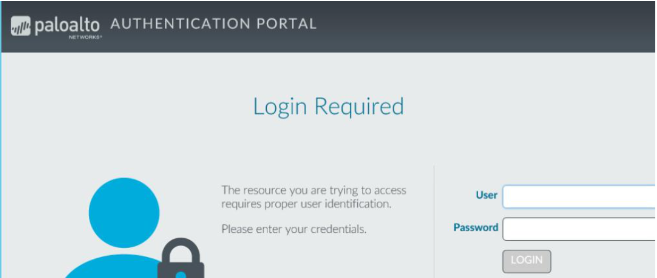 paloalto AUTHENTICATION PORTAL
NETWORKS®
Login Required
The resource you are trying to access
requires proper user identification.
Please enter your credentials.
User
Password
LOGIN